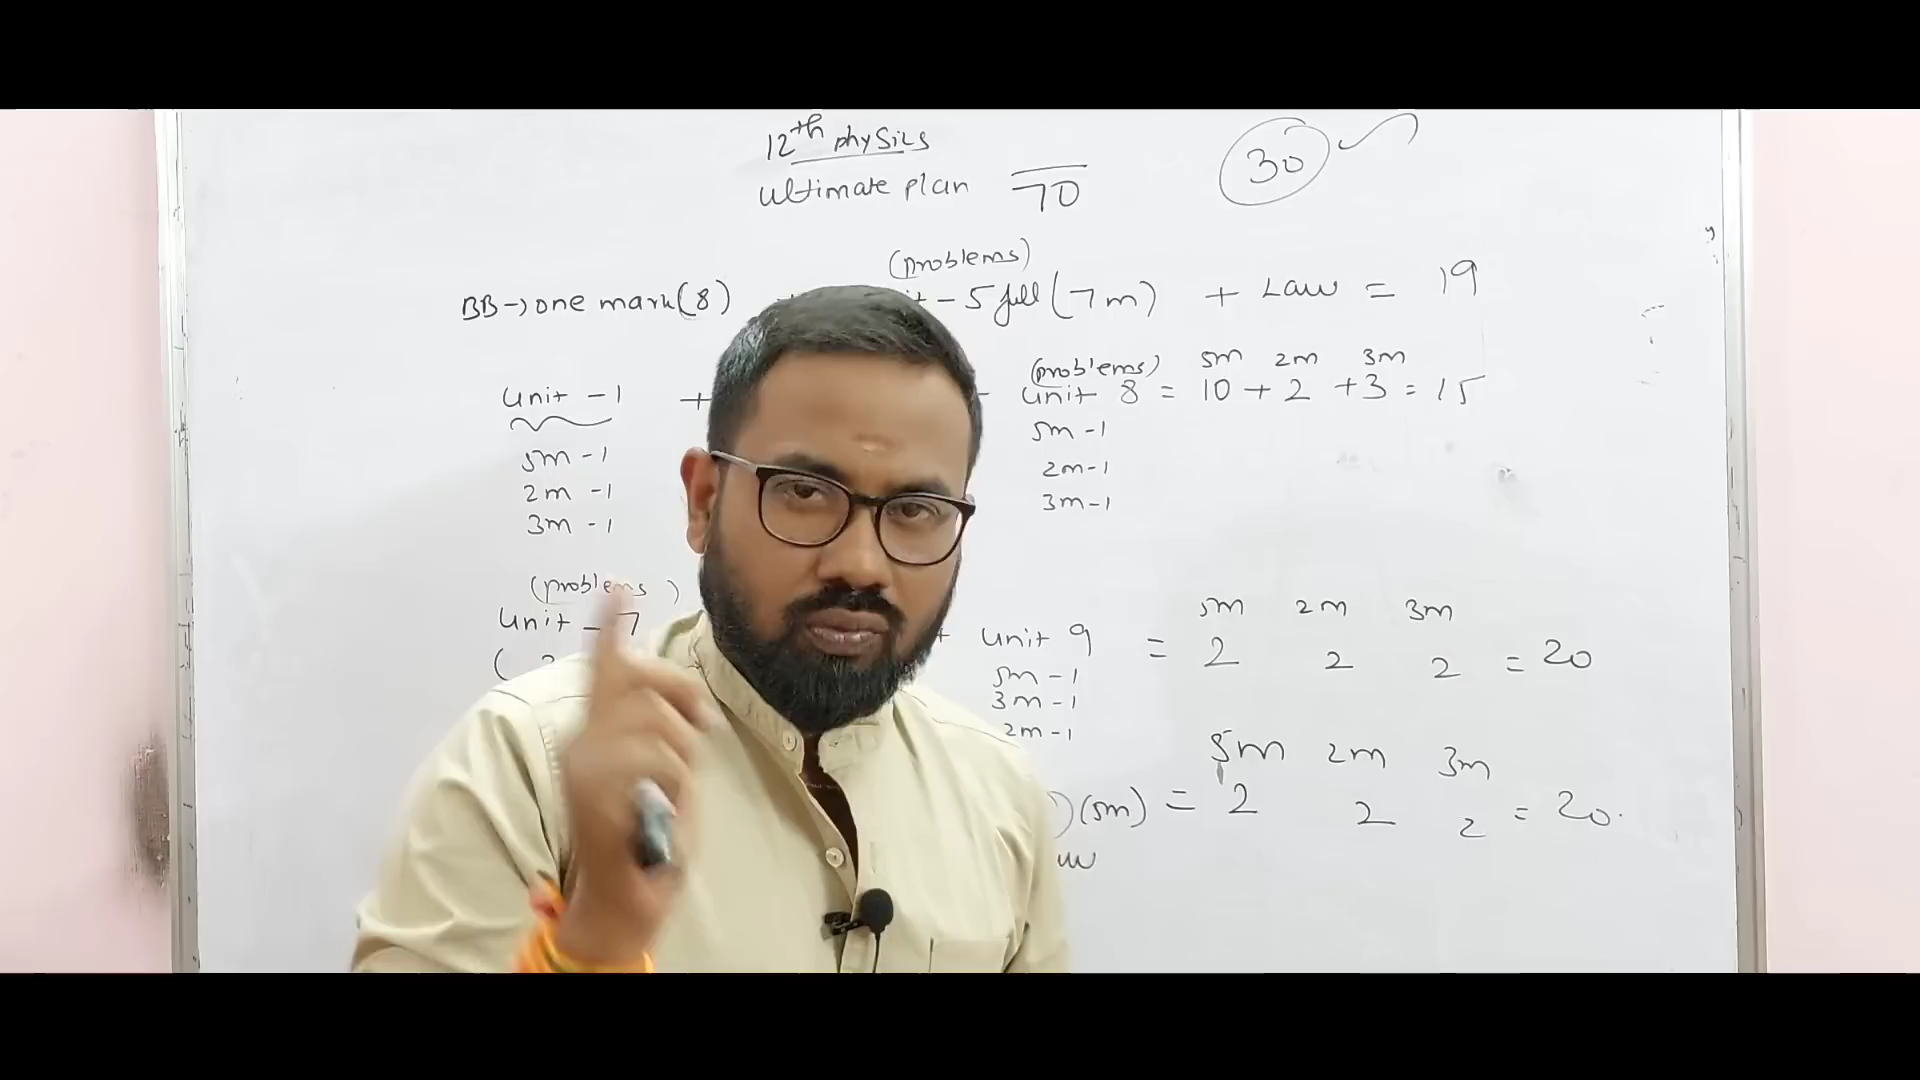 12th physics
ultimate plan 70
30
(problems)
BB→ one mark(8) - 5 full (7m) + Law = 19
(problems) 5m 2m 3m
unit -1 + unit 8 = 10 + 2 + 3 = 15
5m -1 5m -1
2m -1 2m-1
3m -1 3m-1
(problems)
5m 2m 3m
unit - 7 + unit 9 = 2 2 2 = 20
5m -1
3m -1
2m -1
5m 2m 3m
)(5m) = 2 2 2 = 20.